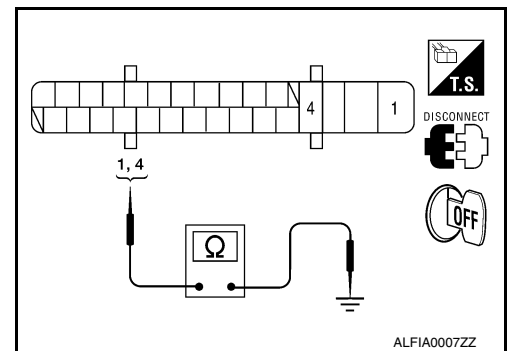 T.S.
4
1
DISCONNECT
1, 4
Ω
OFF
ALFIA0007ZZ